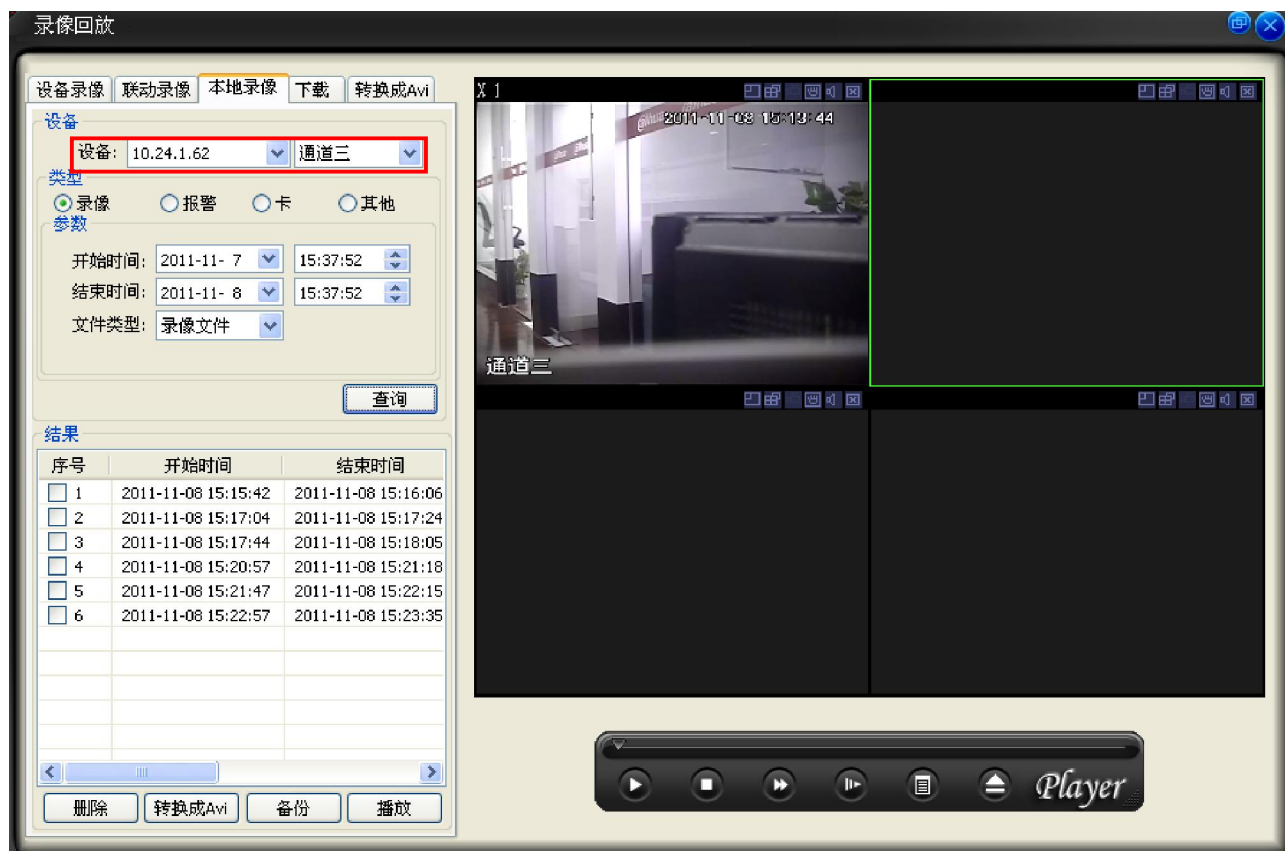 录像回放
设备录像 联动录像 本地录像 下载 转换成Avi
设备
设备: 10.24.1.62 通道三
类型
录像 报警 卡 其他
参数
开始时间: 2011-11- 7 15:37:52
结束时间: 2011-11- 8 15:37:52
文件类型: 录像文件
查询
结果
序号 开始时间 结束时间
1 2011-11-08 15:15:42 2011-11-08 15:16:06
2 2011-11-08 15:17:04 2011-11-08 15:17:24
3 2011-11-08 15:17:44 2011-11-08 15:18:05
4 2011-11-08 15:20:57 2011-11-08 15:21:18
5 2011-11-08 15:21:47 2011-11-08 15:22:15
6 2011-11-08 15:22:57 2011-11-08 15:23:35
删除 转换成Avi 备份 播放
X 1
2011-11-08 15:13:44
通道三
Player